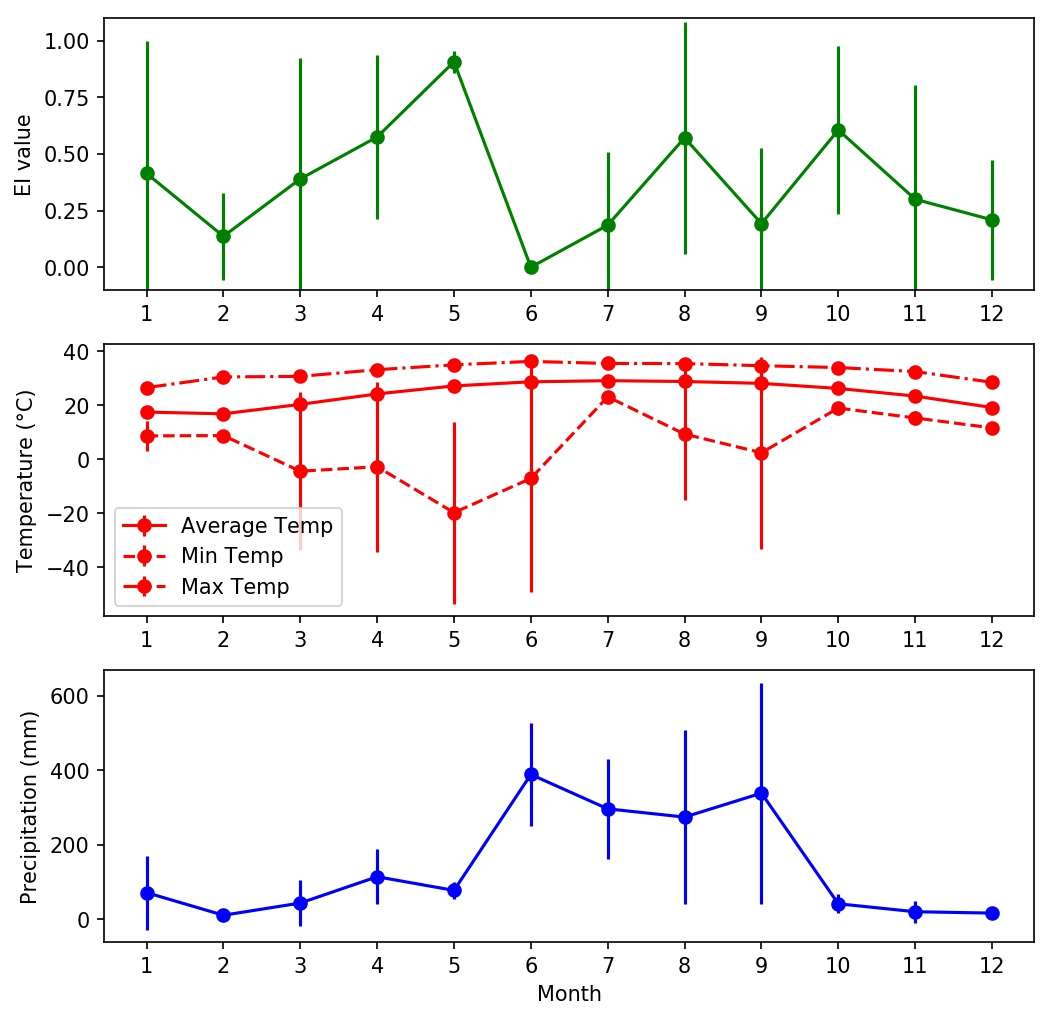 EI value
1.00
0.75
0.50
0.25
0.00
1 2 3 4 5 6 7 8 9 10 11 12
Temperature (°C)
40
20
0
−20
−40
Average Temp
Min Temp
Max Temp
1 2 3 4 5 6 7 8 9 10 11 12
Precipitation (mm)
600
400
200
0
1 2 3 4 5 6 7 8 9 10 11 12
Month